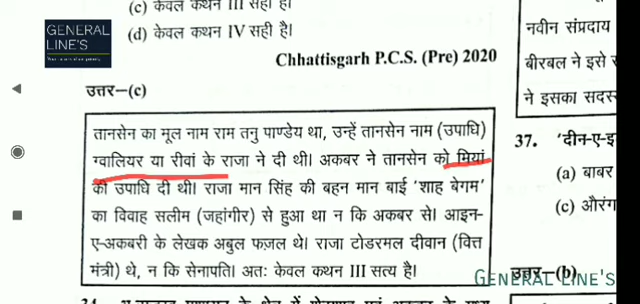 (c) केवल कथन III सही है।
(d) केवल कथन IV सही है।
Chhattisgarh P.C.S. (Pre) 2020
उत्तर–(c)
तानसेन का मूल नाम राम तनु पाण्डेय था, उन्हें तानसेन नाम (उपाधि)
ग्वालियर या रीवां के राजा ने दी थी। अकबर ने तानसेन को मियां
की उपाधि दी थी। राजा मान सिंह की बहन मान बाई 'शाह बेगम'
का विवाह सलीम (जहांगीर) से हुआ था न कि अकबर से। आइन-
ए-अकबरी के लेखक अबुल फजल थे। राजा टोडरमल दीवान (वित्त
मंत्री) थे, न कि सेनापति। अतः केवल कथन III सत्य है।
नवीन संप्रदाय
बीरबल ने इसे
ने इसका सदस
37. 'दीन-ए-इ
(a) बाबर
(c) औरंग
उत्तर–(b)
GENERAL
LINE'S
GENERAL LINE'S